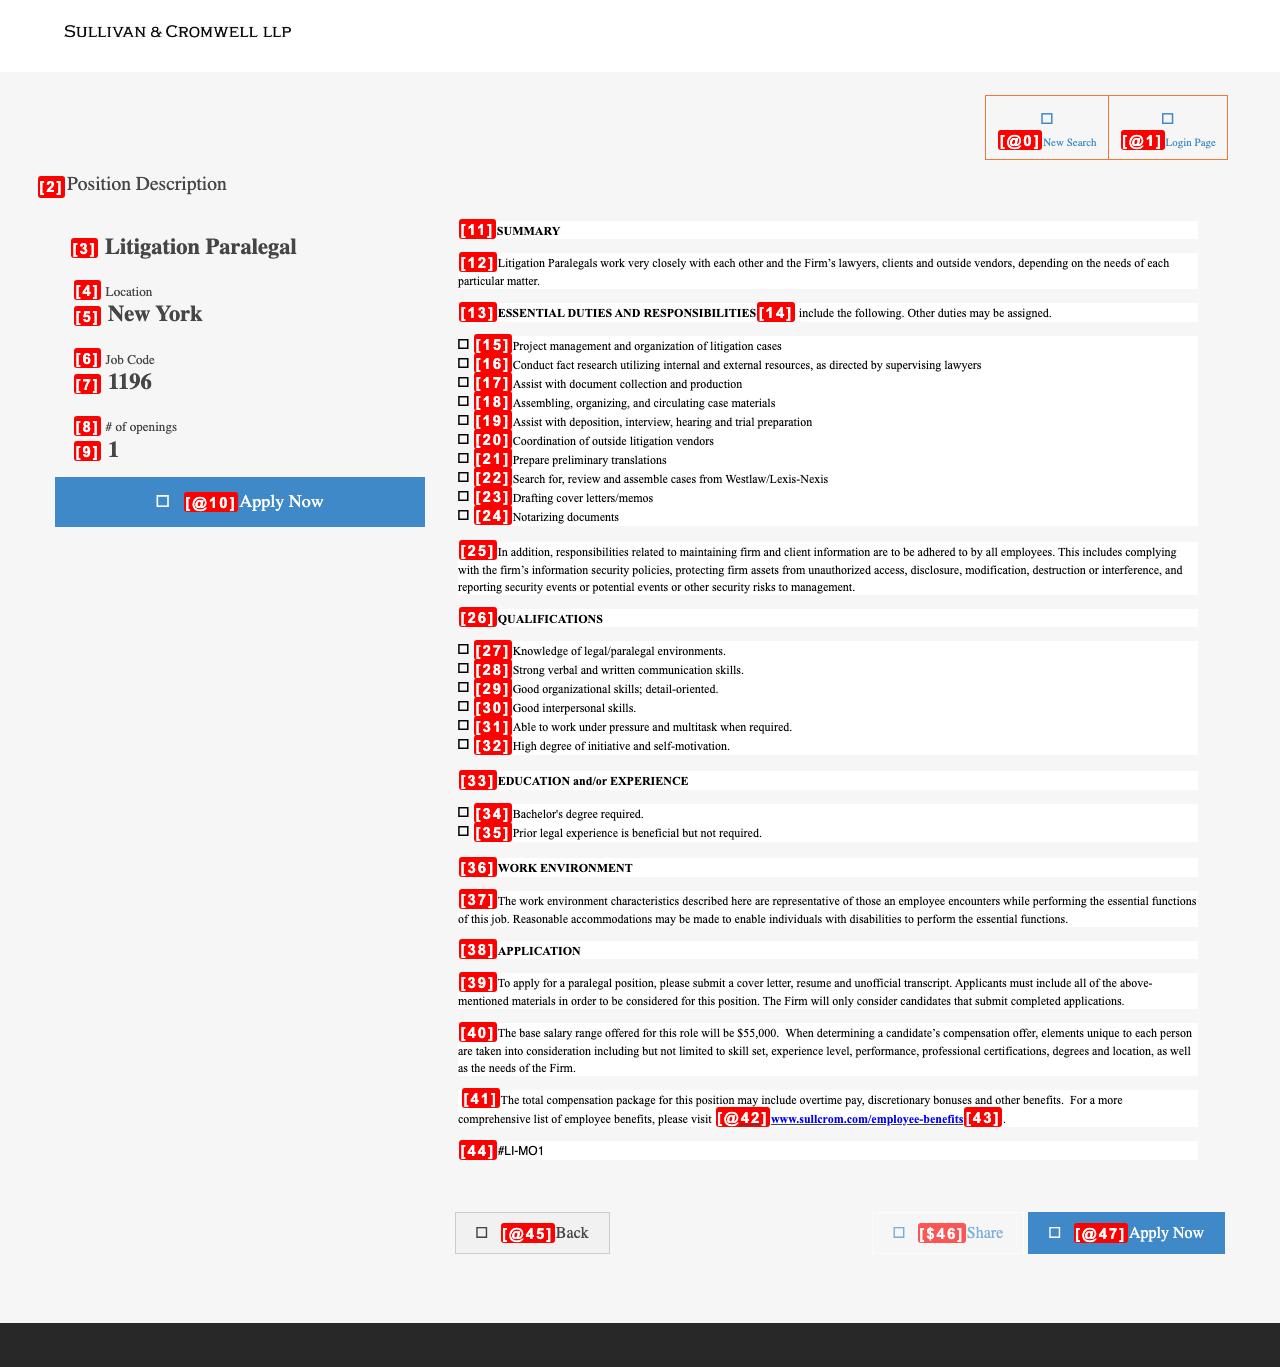 SULLIVAN & CROMWELL LLP
[@0] New Search
[@1] Login Page
[2] Position Description
[3] Litigation Paralegal
[4] Location
[5] New York
[6] Job Code
[7] 1196
[8] # of openings
[9] 1
[@10] Apply Now
[11] SUMMARY
[12] Litigation Paralegals work very closely with each other and the Firm’s lawyers, clients and outside vendors, depending on the needs of each
particular matter.
[13] ESSENTIAL DUTIES AND RESPONSIBILITIES [14] include the following. Other duties may be assigned.
[15] Project management and organization of litigation cases
[16] Conduct fact research utilizing internal and external resources, as directed by supervising lawyers
[17] Assist with document collection and production
[18] Assembling, organizing, and circulating case materials
[19] Assist with deposition, interview, hearing and trial preparation
[20] Coordination of outside litigation vendors
[21] Prepare preliminary translations
[22] Search for, review and assemble cases from Westlaw/Lexis-Nexis
[23] Drafting cover letters/memos
[24] Notarizing documents
[25] In addition, responsibilities related to maintaining firm and client information are to be adhered to by all employees. This includes complying
with the firm’s information security policies, protecting firm assets from unauthorized access, disclosure, modification, destruction or interference, and
reporting security events or potential events or other security risks to management.
[26] QUALIFICATIONS
[27] Knowledge of legal/paralegal environments.
[28] Strong verbal and written communication skills.
[29] Good organizational skills; detail-oriented.
[30] Good interpersonal skills.
[31] Able to work under pressure and multitask when required.
[32] High degree of initiative and self-motivation.
[33] EDUCATION and/or EXPERIENCE
[34] Bachelor's degree required.
[35] Prior legal experience is beneficial but not required.
[36] WORK ENVIRONMENT
[37] The work environment characteristics described here are representative of those an employee encounters while performing the essential functions
of this job. Reasonable accommodations may be made to enable individuals with disabilities to perform the essential functions.
[38] APPLICATION
[39] To apply for a paralegal position, please submit a cover letter, resume and unofficial transcript. Applicants must include all of the above-
mentioned materials in order to be considered for this position. The Firm will only consider candidates that submit completed applications.
[40] The base salary range offered for this role will be $55,000. When determining a candidate’s compensation offer, elements unique to each person
are taken into consideration including but not limited to skill set, experience level, performance, professional certifications, degrees and location, as well
as the needs of the Firm.
[41] The total compensation package for this position may include overtime pay, discretionary bonuses and other benefits. For a more
comprehensive list of employee benefits, please visit [@42] www.sullcrom.com/employee-benefits [43] .
[44] #LI-MO1
[@45] Back
[$46] Share
[@47] Apply Now